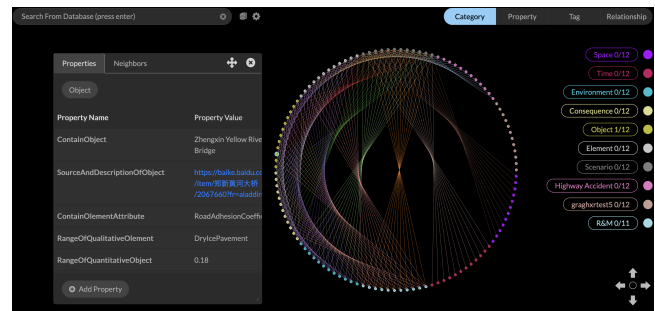 Search From Database (press enter)
Category
Property
Tag
Relationship
Properties
Neighbors
Object
Property Name
Property Value
ContainObject
Zhengxin Yellow Rive
Bridge
SourceAndDescriptionOfObject
https://baike.baidu.co
/item/郑新黄河大桥
/2067660?fr=aladdin
ContainOlementAttribute
RoadAdhesionCoeffi
RangeOfQualitativeOlement
DryIcePavement
RangeOfQuantitativeObject
0.18
Add Property
Space 0/12
Time 0/12
Environment 0/12
Consequence 0/12
Object 1/12
Element 0/12
Scenario 0/12
Highway Accident 0/12
graghxrtest5 0/12
R&M 0/11